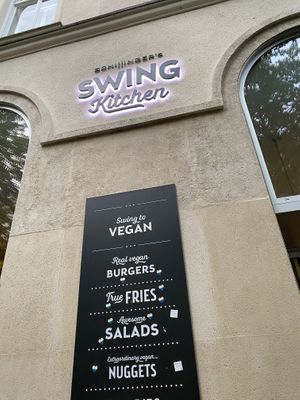 SCHILLINGER'S
SWING
Kitchen
Swing to
VEGAN
Real vegan
BURGERS
True FRIES
Awesome
SALADS
Extraordinary vegan...
NUGGETS